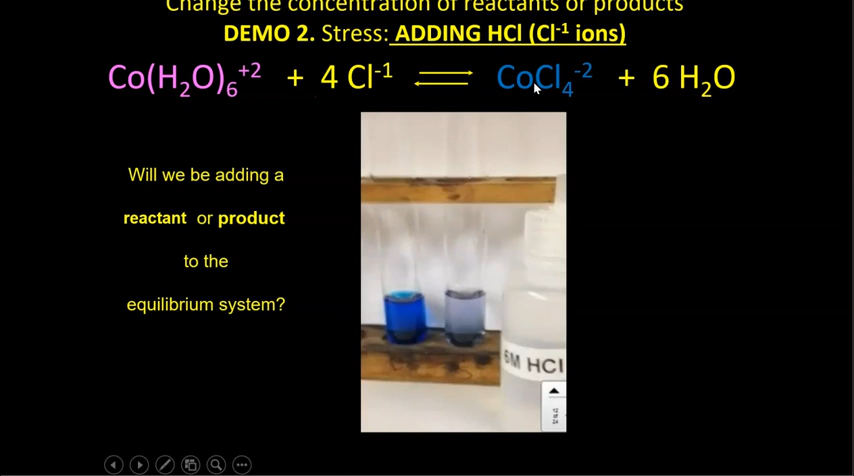 Change the concentration of reactants or products
DEMO 2. Stress: ADDING HCl (Cl⁻¹ ions)
Co(H₂O)₆⁺² + 4 Cl⁻¹ ⇌ CoCl₄⁻² + 6 H₂O
Will we be adding a
reactant or product
to the
equilibrium system?
6M HCl